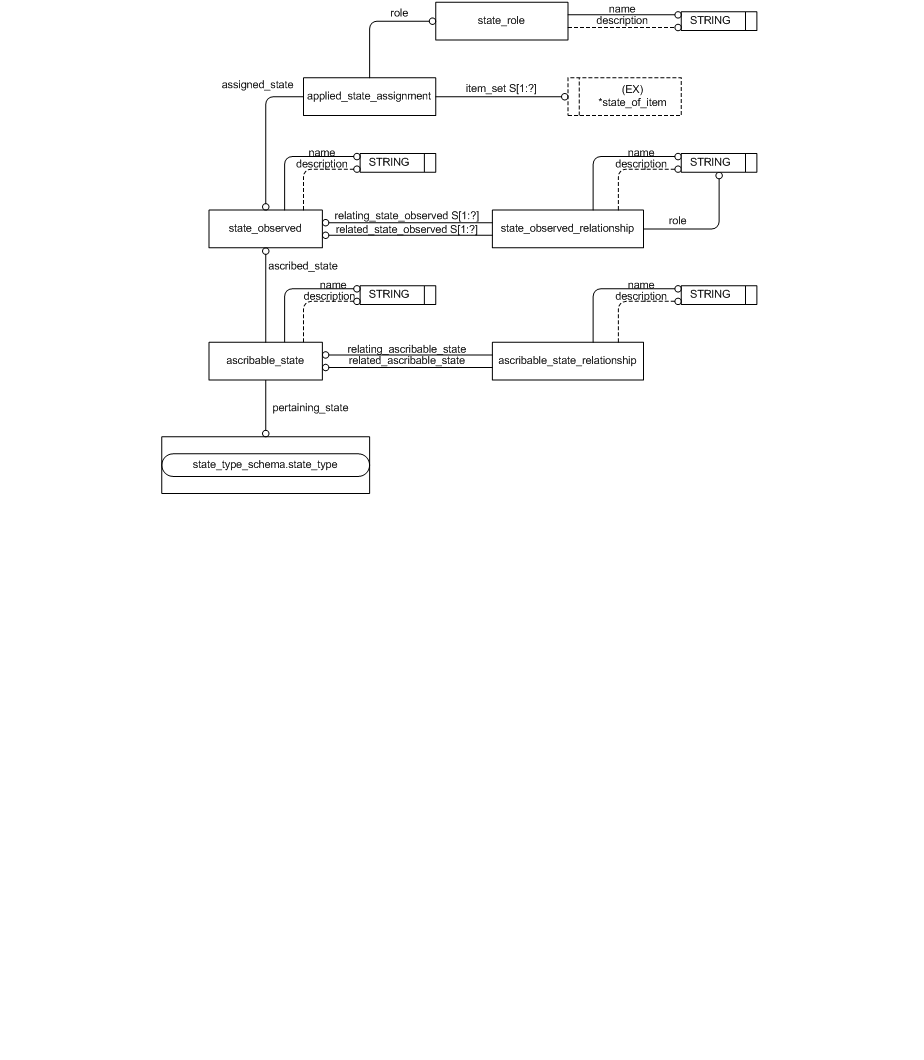 role
state_role
name
description
STRING
assigned_state
applied_state_assignment
item_set S[1:?]
(EX)
*state_of_item
name
description
STRING
name
description
STRING
state_observed
relating_state_observed S[1:?]
related_state_observed S[1:?]
state_observed_relationship
role
ascribed_state
name
description
STRING
name
description
STRING
ascribable_state
relating_ascribable_state
related_ascribable_state
ascribable_state_relationship
pertaining_state
state_type_schema.state_type